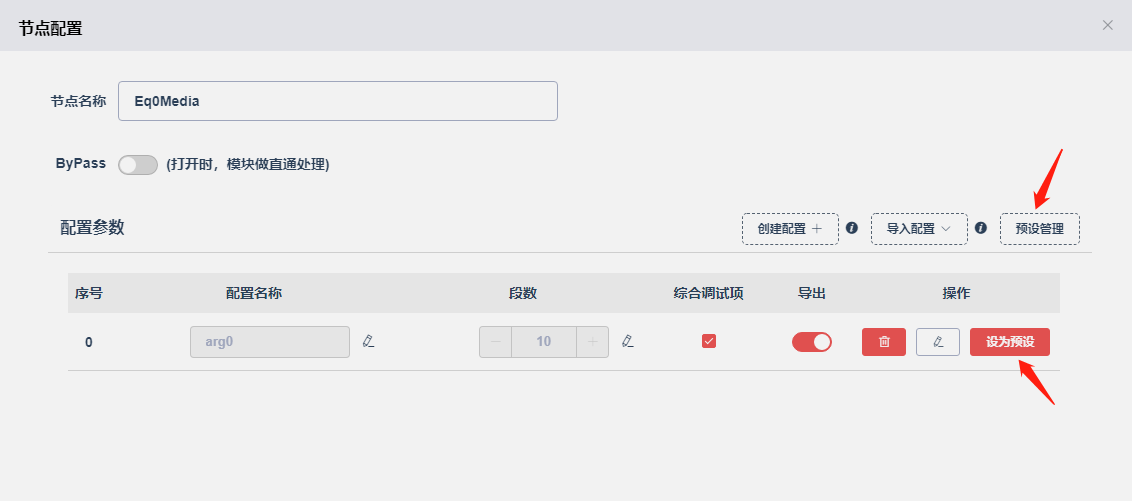 节点配置
节点名称 Eq0Media
ByPass (打开时，模块做直通处理)
配置参数 创建配置 导入配置 预设管理
序号 配置名称 段数 综合调试项 导出 操作
0 arg0 10 设为预设